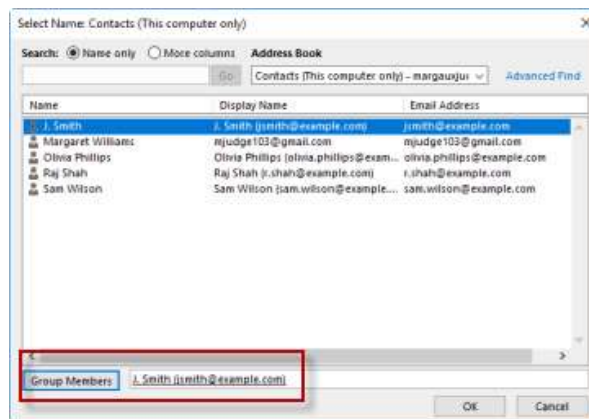 Select Name: Contacts (This computer only)
Search: Name only More columns Address Book
Go Contacts (This computer only) - margauxjui Advanced Find
Name Display Name Email Address
J. Smith J. Smith (jsmith@example.com) jsmith@example.com
Margaret Williams mjudge103@gmail.com mjudge103@gmail.com
Olivia Phillips Olivia Phillips (olivia.phillips@exam... olivia.phillips@example.com
Raj Shah Raj Shah (r.shah@example.com) r.shah@example.com
Sam Wilson Sam Wilson (sam.wilson@example.... sam.wilson@example.com
Group Members J. Smith (jsmith@example.com)
OK Cancel